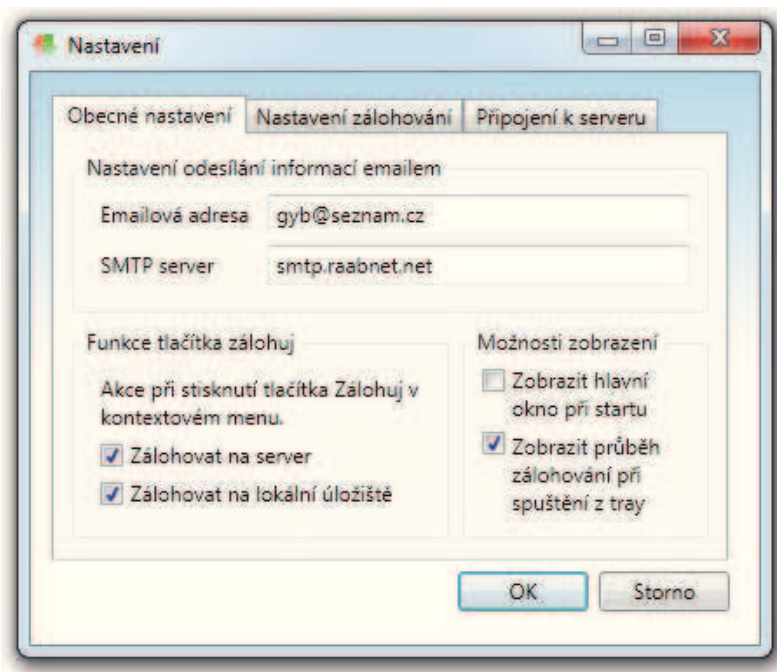 Nastavení
Obecné nastavení
Nastavení zálohování
Připojení k serveru
Nastavení odesílání informací emailem
Emailová adresa
gyb@seznam.cz
SMTP server
smtp.raabnet.net
Funkce tlačítka zálohuj
Akce při stisknutí tlačítka Zálohuj v
kontextovém menu.
Zálohovat na server
Zálohovat na lokální úložiště
Možnosti zobrazení
Zobrazit hlavní
okno při startu
Zobrazit průběh
zálohování při
spuštění z tray
OK
Storno